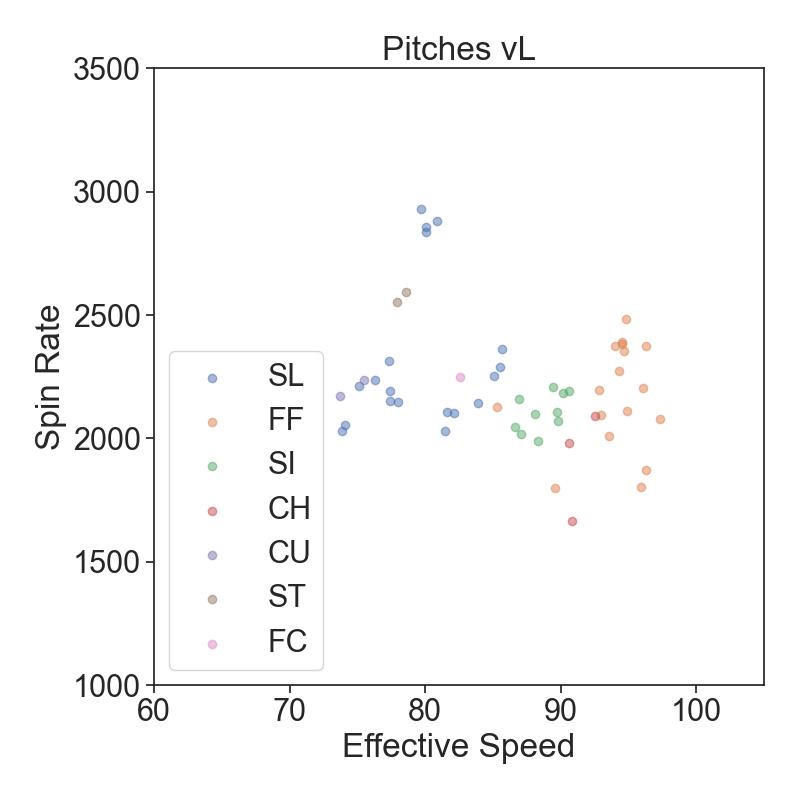 Pitches vL
3500
3000
2500
2000
1500
1000
Spin Rate
SL
FF
SI
CH
CU
ST
FC
60 70 80 90 100
Effective Speed